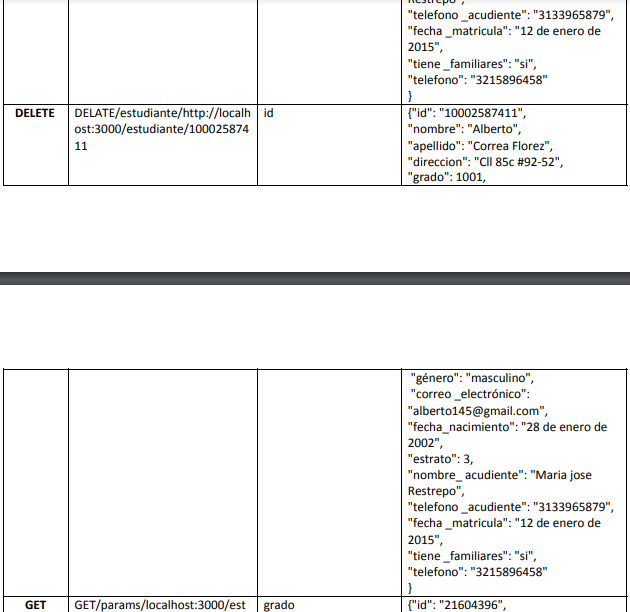 "telefono _acudiente": "3133965879",
"fecha _matricula": "12 de enero de
2015",
"tiene _familiares": "si",
"telefono": "3215896458"
}
DELETE
DELATE/estudiante/http://localh
ost:3000/estudiante/100025874
11
id
{"id": "10002587411",
"nombre": "Alberto",
"apellido": "Correa Florez",
"direccion": "Cll 85c #92-52",
"grado": 1001,
"género": "masculino",
"correo _electrónico":
"alberto145@gmail.com",
"fecha_nacimiento": "28 de enero de
2002",
"estrato": 3,
"nombre_ acudiente": "Maria jose
Restrepo",
"telefono _acudiente": "3133965879",
"fecha _matricula": "12 de enero de
2015",
"tiene _familiares": "si",
"telefono": "3215896458"
}
GET
GET/params/localhost:3000/est
grado
{"id": "21604396",